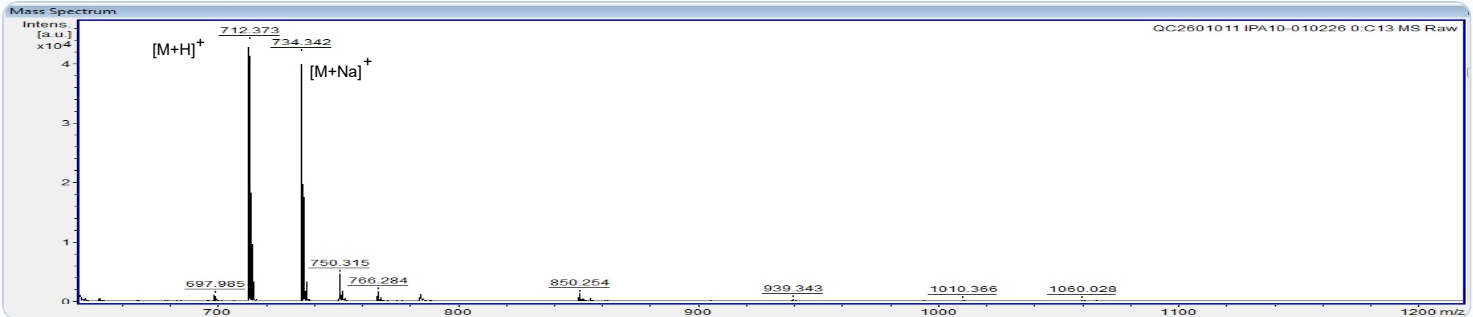 Mass Spectrum
Intens.
[a.u.]
x10⁴
QC2601011 IPA10-010226 0:C13 MS Raw
712.373
734.342
[M+H]⁺
[M+Na]⁺
4
3
2
1
0
697.985
750.315
766.284
850.254
939.343
1010.366
1060.028
700
800
900
1000
1100
1200 m/z